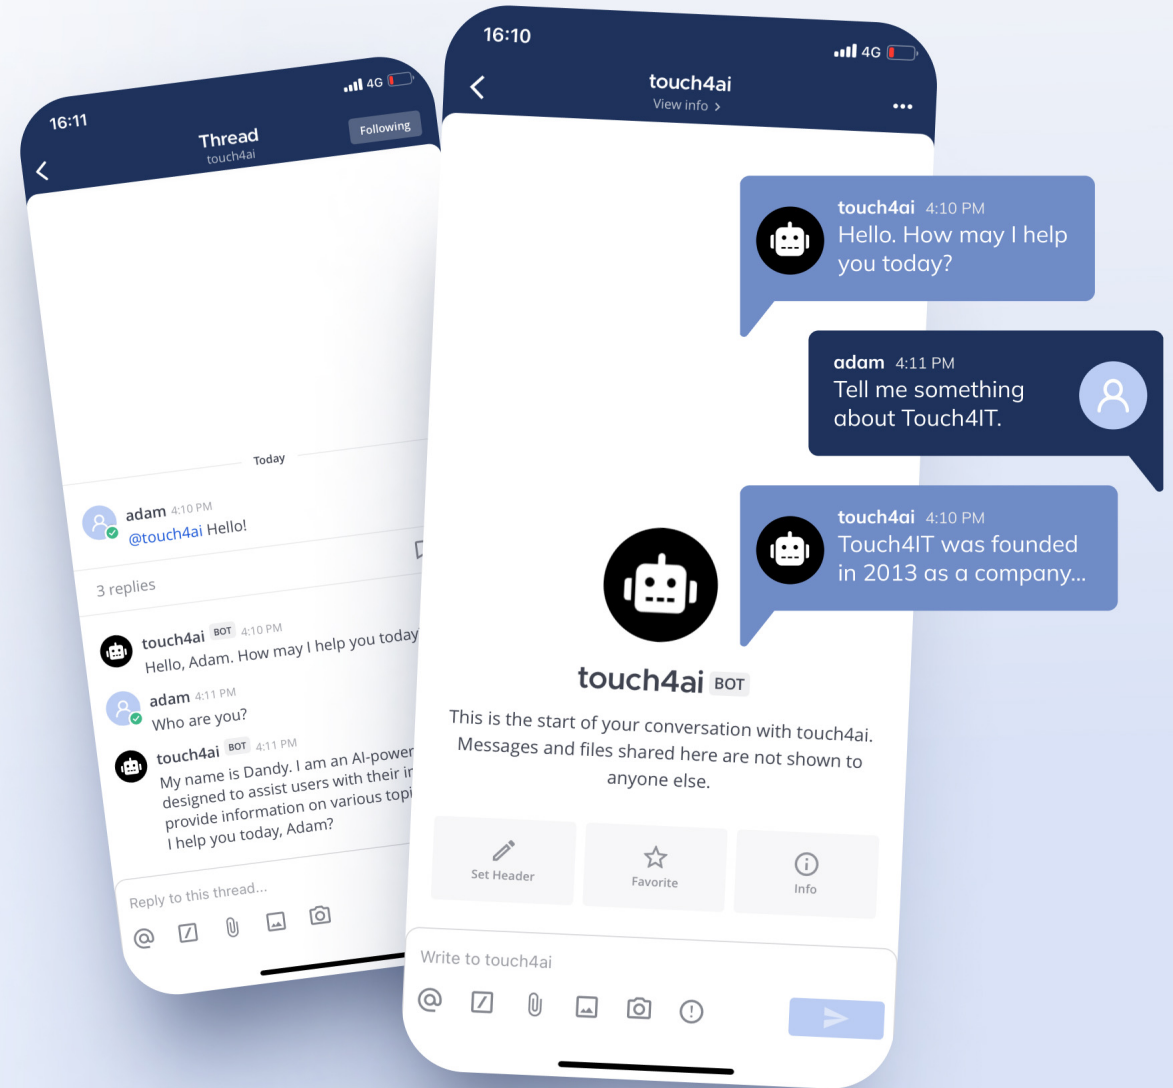 16:11
4G
Thread
touch4ai
Following
Today
adam 4:10 PM
@touch4ai Hello!
3 replies
touch4ai BOT 4:10 PM
Hello, Adam. How may I help you today
adam 4:11 PM
Who are you?
touch4ai BOT 4:11 PM
My name is Dandy. I am an AI-power
designed to assist users with their
provide information on various topi
I help you today, Adam?
Reply to this thread...
16:10
4G
touch4ai
View info >
touch4ai 4:10 PM
Hello. How may I help
you today?
adam 4:11 PM
Tell me something
about Touch4IT.
touch4ai 4:10 PM
Touch4IT was founded
in 2013 as a company...
touch4ai BOT
This is the start of your conversation with touch4ai.
Messages and files shared here are not shown to
anyone else.
Set Header
Favorite
Info
Write to touch4ai